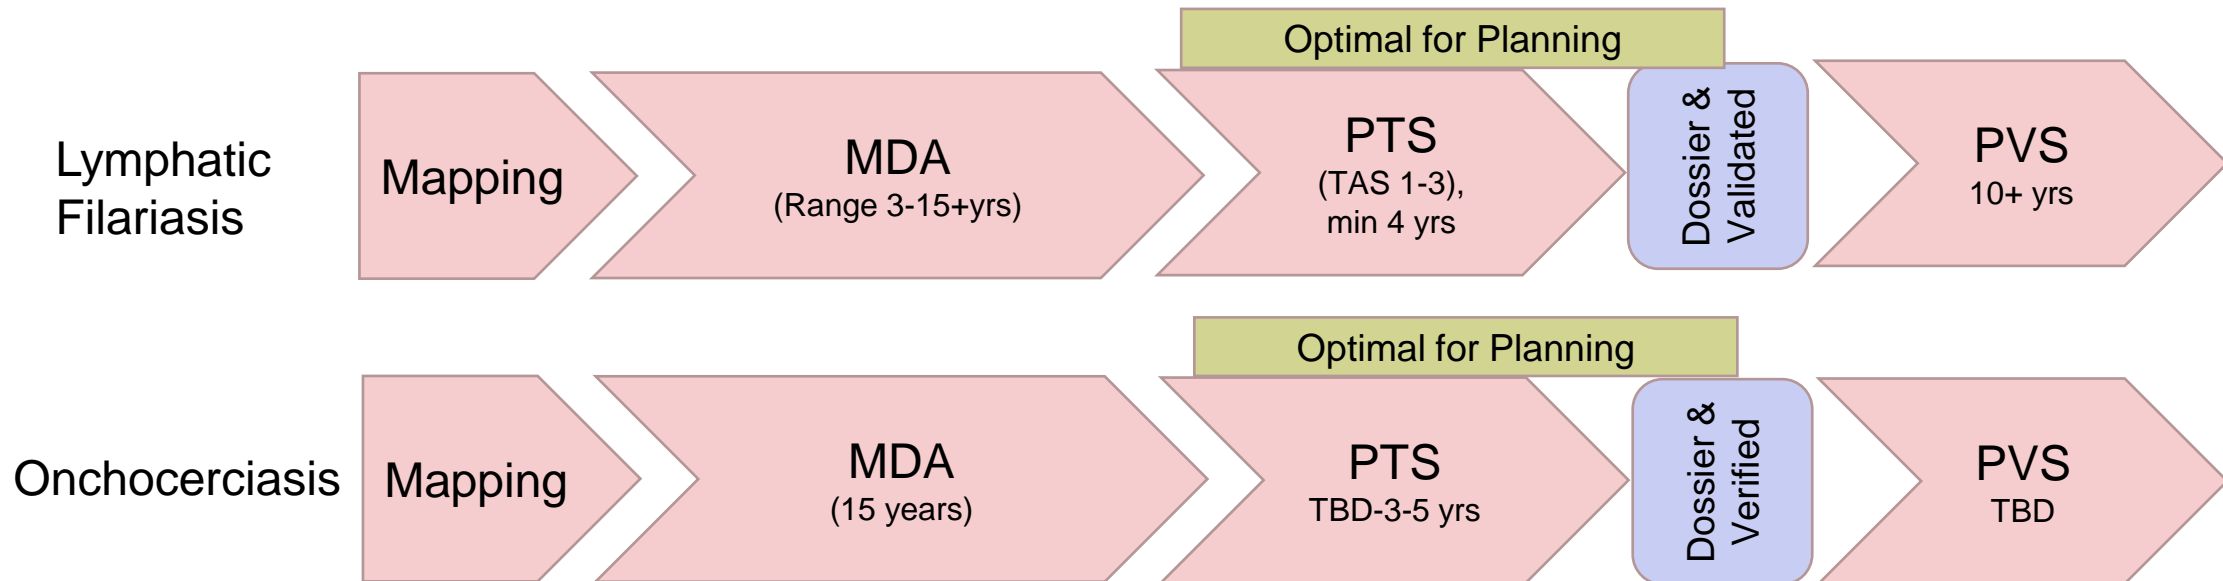 Optimal for Planning
Lymphatic
Filariasis
Mapping
MDA
(Range 3-15+yrs)
PTS
(TAS 1-3),
min 4 yrs
Dossier &
Validated
PVS
10+ yrs
Optimal for Planning
Onchocerciasis
Mapping
MDA
(15 years)
PTS
TBD-3-5 yrs
Dossier &
Verified
PVS
TBD